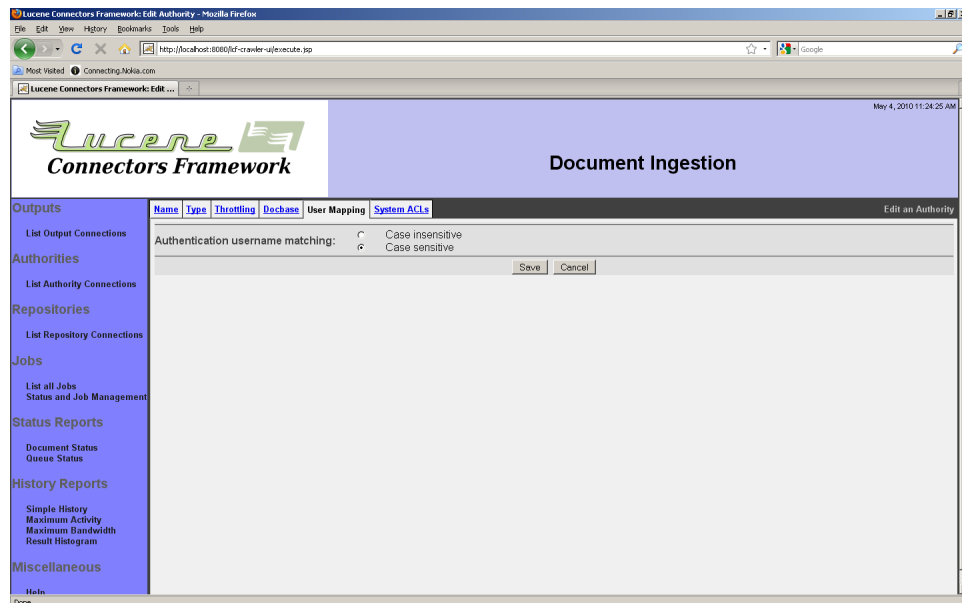 Lucene Connectors Framework: Edit Authority - Mozilla Firefox
File Edit View History Bookmarks Tools Help
http://localhost:8080/lcf-crawler-ui/execute.jsp
Google
Most Visited Connecting.Nokia.com
Lucene Connectors Framework: Edit ...
May 4, 2010 11:24:25 AM
Lucene
Connectors Framework
Document Ingestion
Outputs
Name Type Throttling Docbase User Mapping System ACLs
Edit an Authority
List Output Connections
Authentication username matching:
Case insensitive
Case sensitive
Save Cancel
Authorities
List Authority Connections
Repositories
List Repository Connections
Jobs
List all Jobs
Status and Job Management
Status Reports
Document Status
Queue Status
History Reports
Simple History
Maximum Activity
Maximum Bandwidth
Result Histogram
Miscellaneous
Help
Done